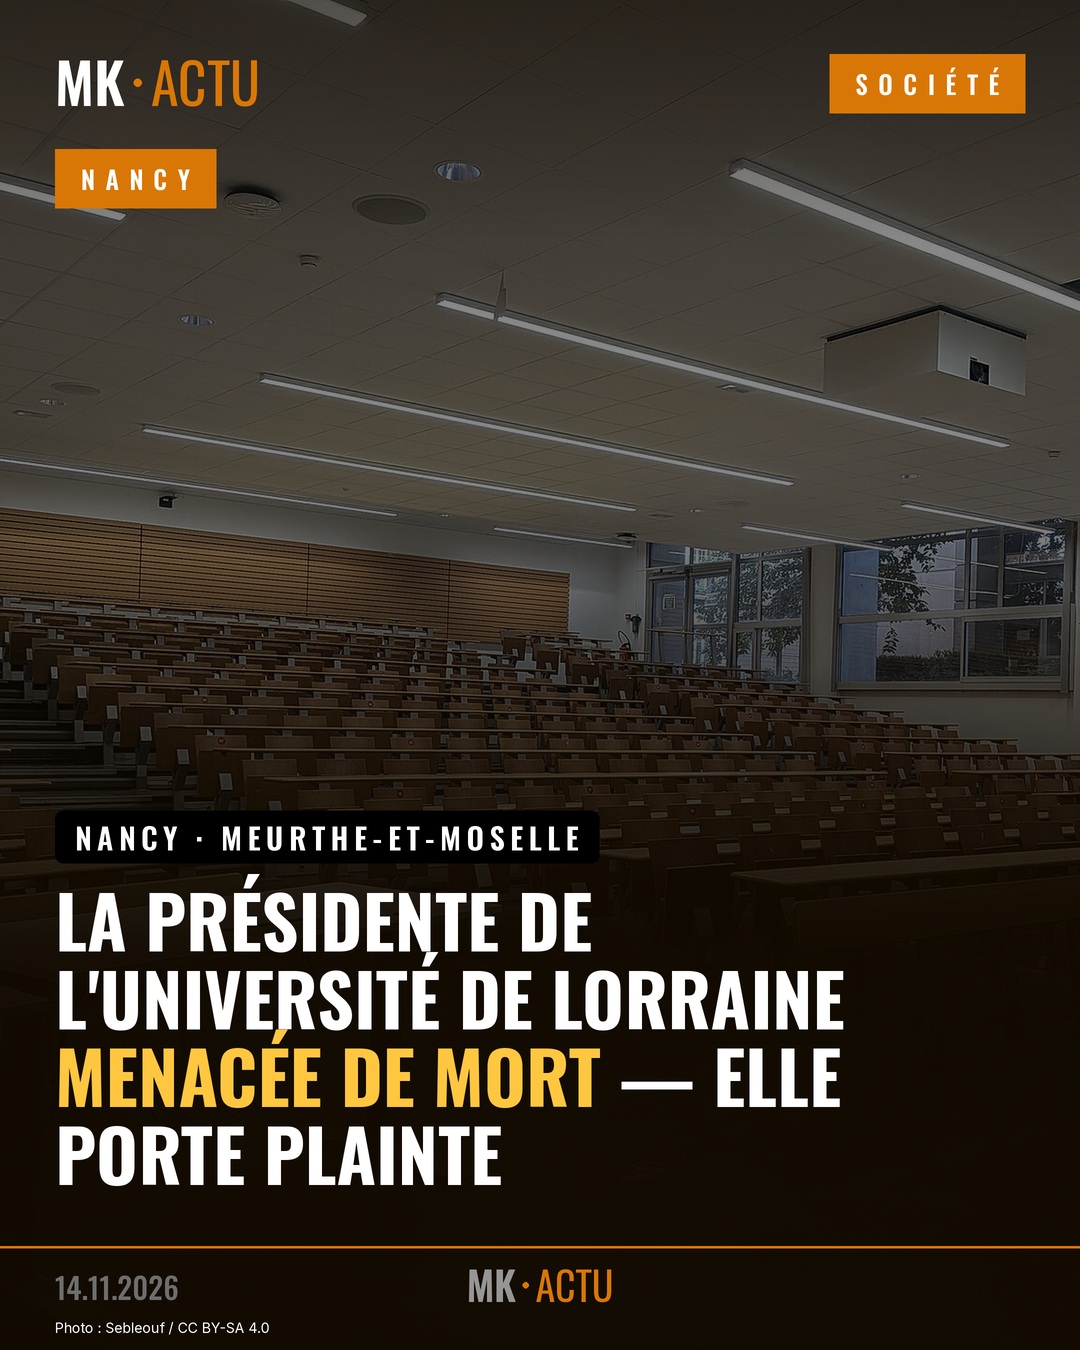 MK·ACTU
SOCIÉTÉ
NANCY
NANCY · MEURTHE-ET-MOSELLE
LA PRÉSIDENTE DE
L'UNIVERSITÉ DE LORRAINE
MENACÉE DE MORT — ELLE
PORTE PLAINTE
14.11.2026
MK·ACTU
Photo : Sebleouf / CC BY-SA 4.0